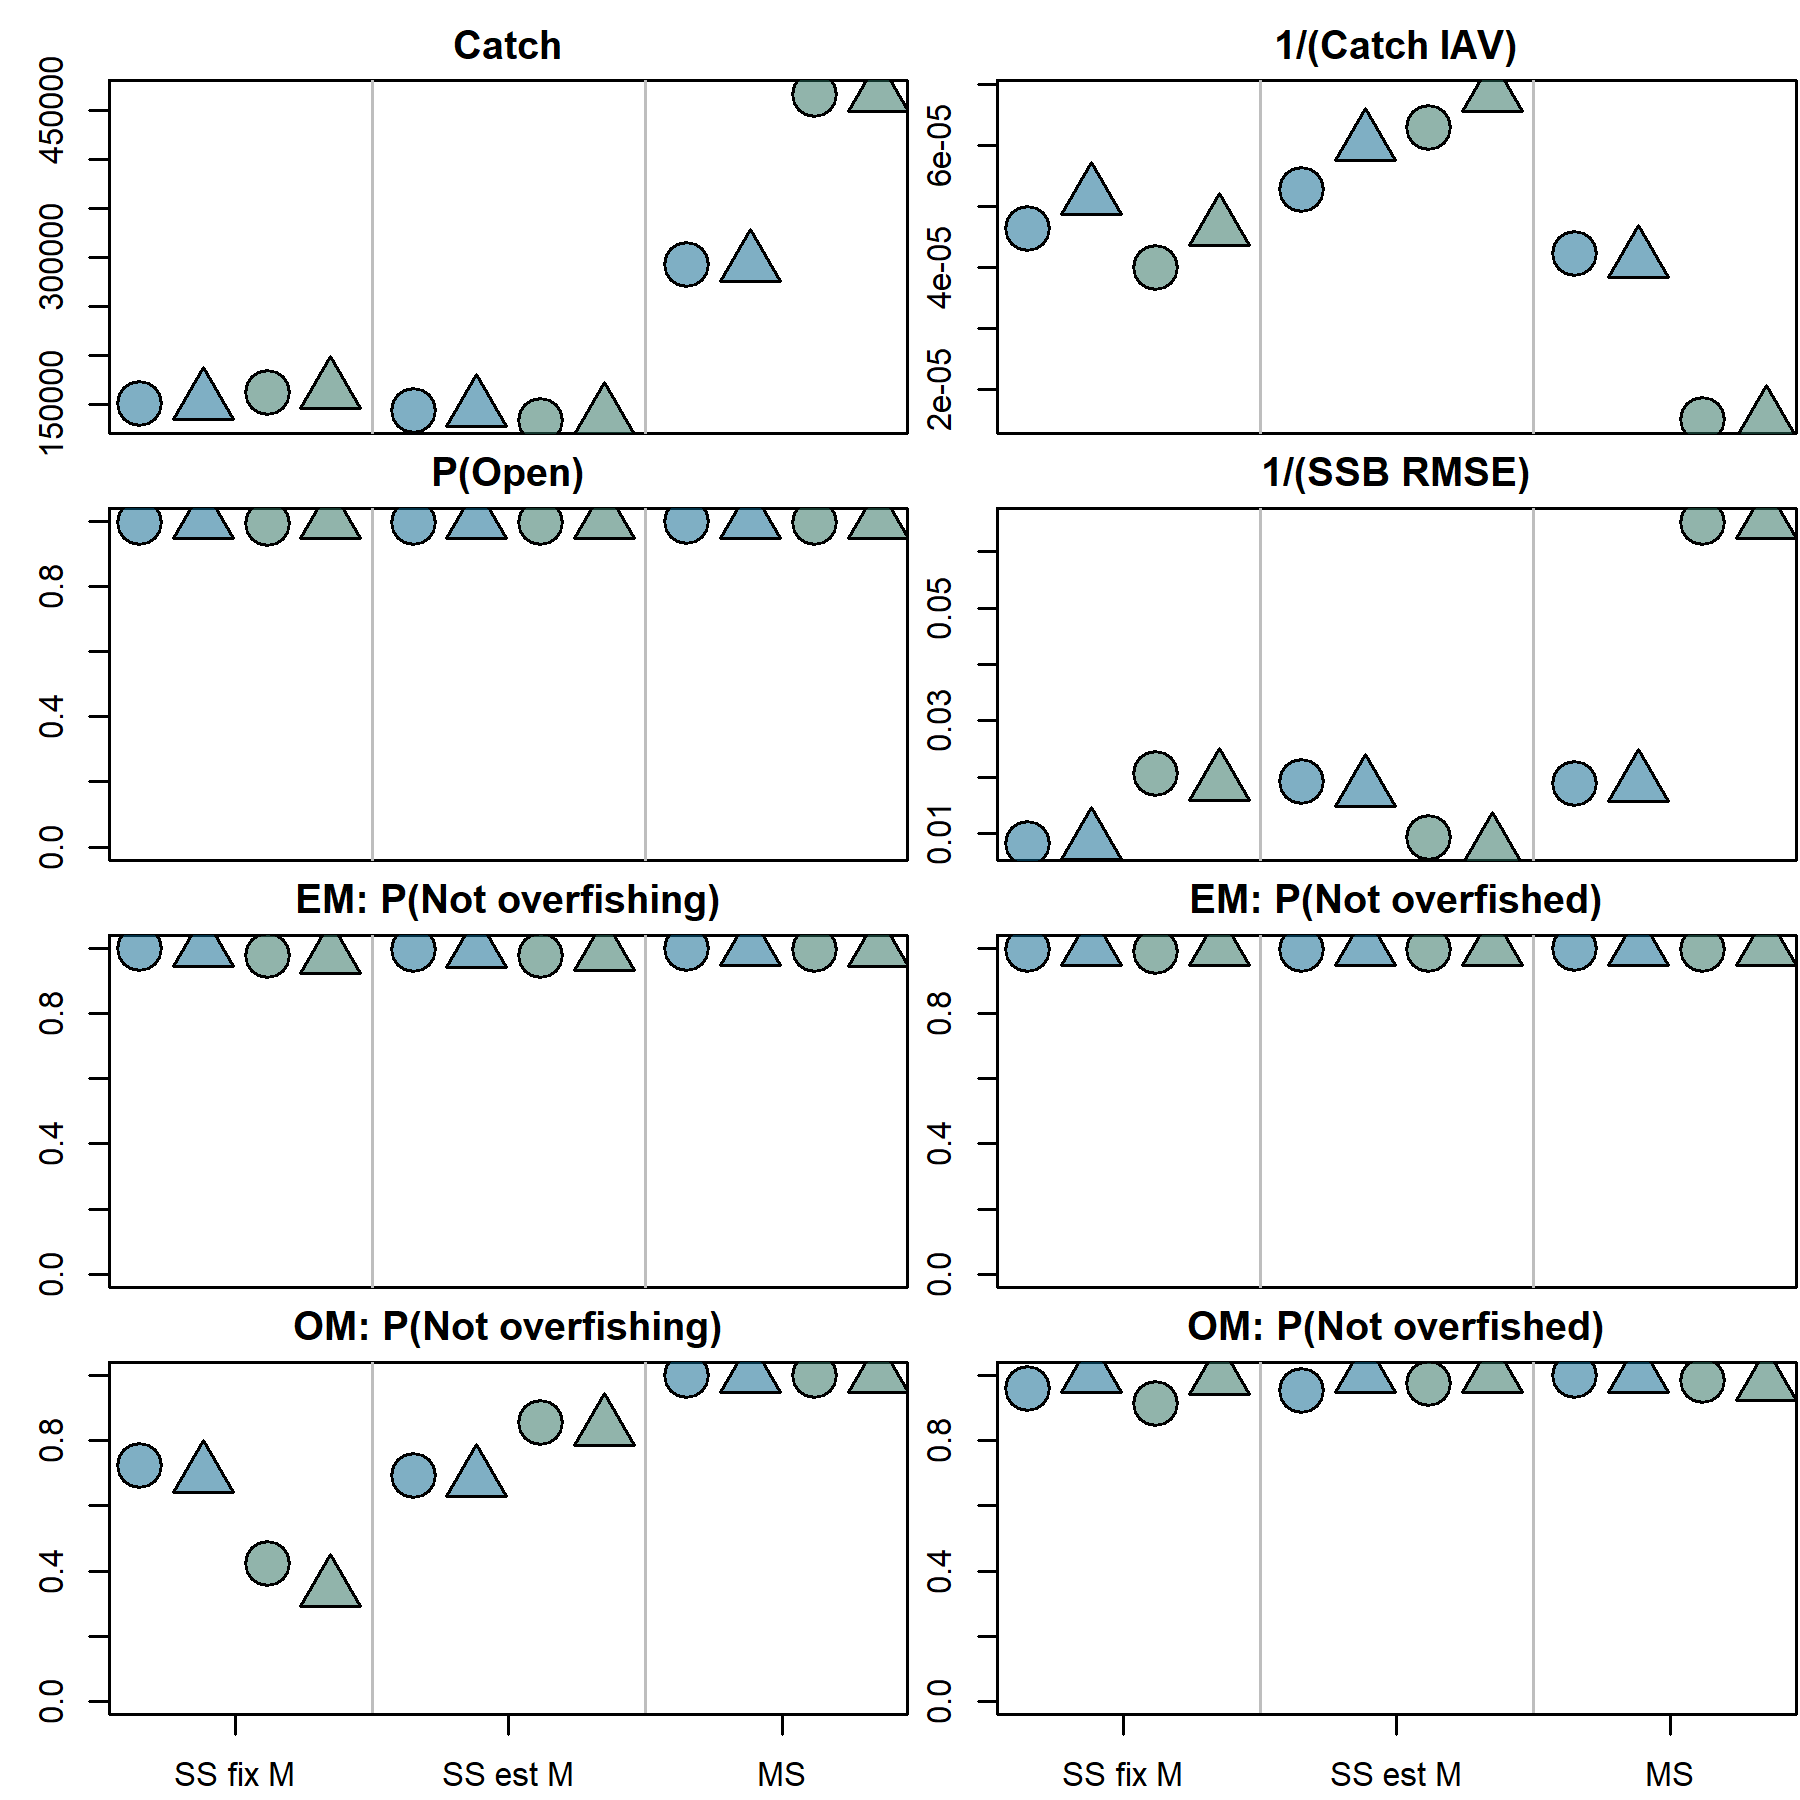 Catch
450000
300000
150000
1/(Catch IAV)
6e-05
4e-05
2e-05
P(Open)
0.8
0.4
0.0
1/(SSB RMSE)
0.05
0.03
0.01
EM: P(Not overfishing)
0.8
0.4
0.0
EM: P(Not overfished)
0.8
0.4
0.0
OM: P(Not overfishing)
0.8
0.4
0.0
OM: P(Not overfished)
0.8
0.4
0.0
SS fix M SS est M MS
SS fix M SS est M MS